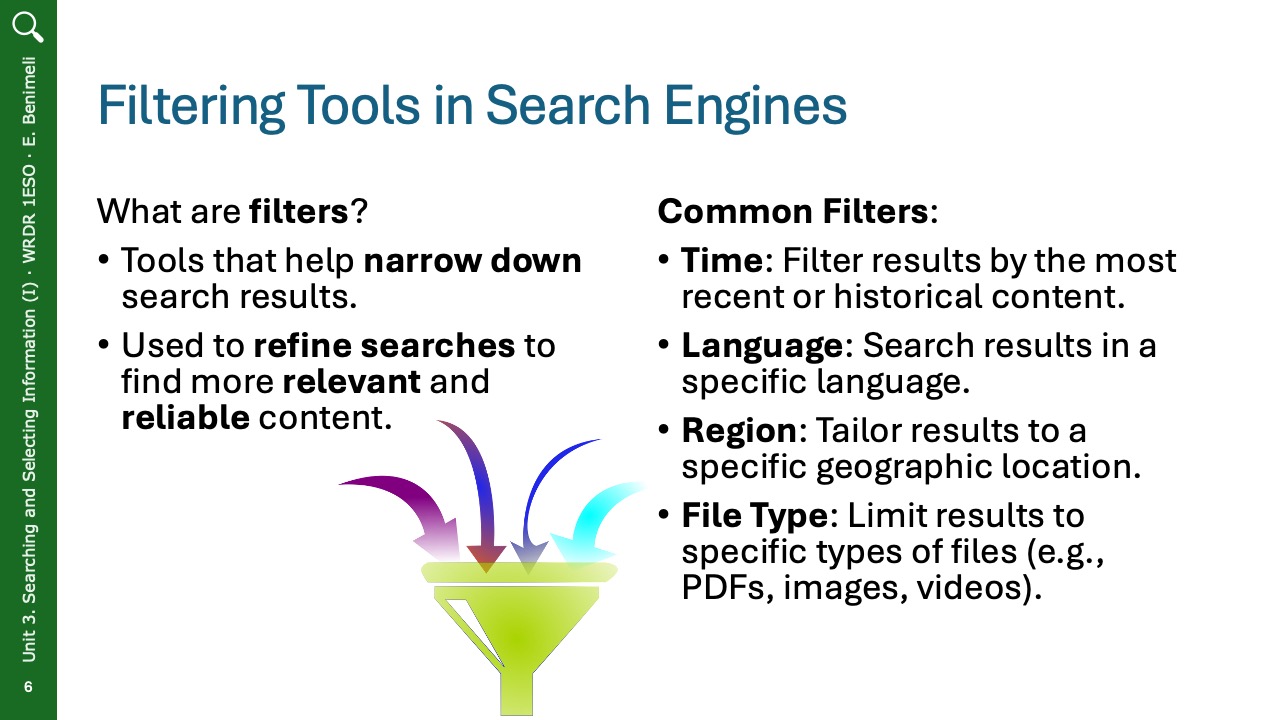 Filtering Tools in Search Engines
What are filters?
• Tools that help narrow down
search results.
• Used to refine searches to
find more relevant and
reliable content.
Common Filters:
• Time: Filter results by the most
recent or historical content.
• Language: Search results in a
specific language.
• Region: Tailor results to a
specific geographic location.
• File Type: Limit results to
specific types of files (e.g.,
PDFs, images, videos).
Unit 3. Searching and Selecting Information (I) · WRDR 1ESO · E. Benimeli
6